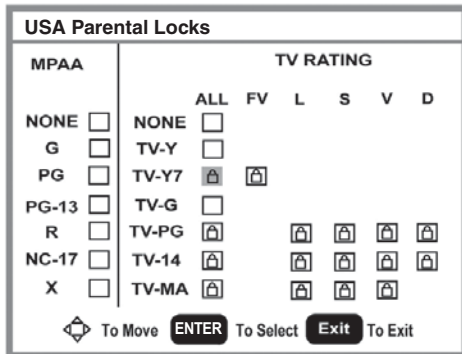 USA Parental Locks
MPAA
TV RATING
ALL FV L S V D
NONE NONE
G TV-Y
PG TV-Y7
PG-13 TV-G
R TV-PG
NC-17 TV-14
X TV-MA
To Move ENTER To Select Exit To Exit